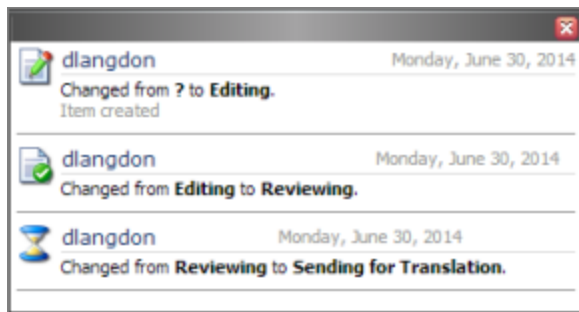 dlangdon Monday, June 30, 2014
Changed from ? to Editing.
Item created
dlangdon Monday, June 30, 2014
Changed from Editing to Reviewing.
dlangdon Monday, June 30, 2014
Changed from Reviewing to Sending for Translation.